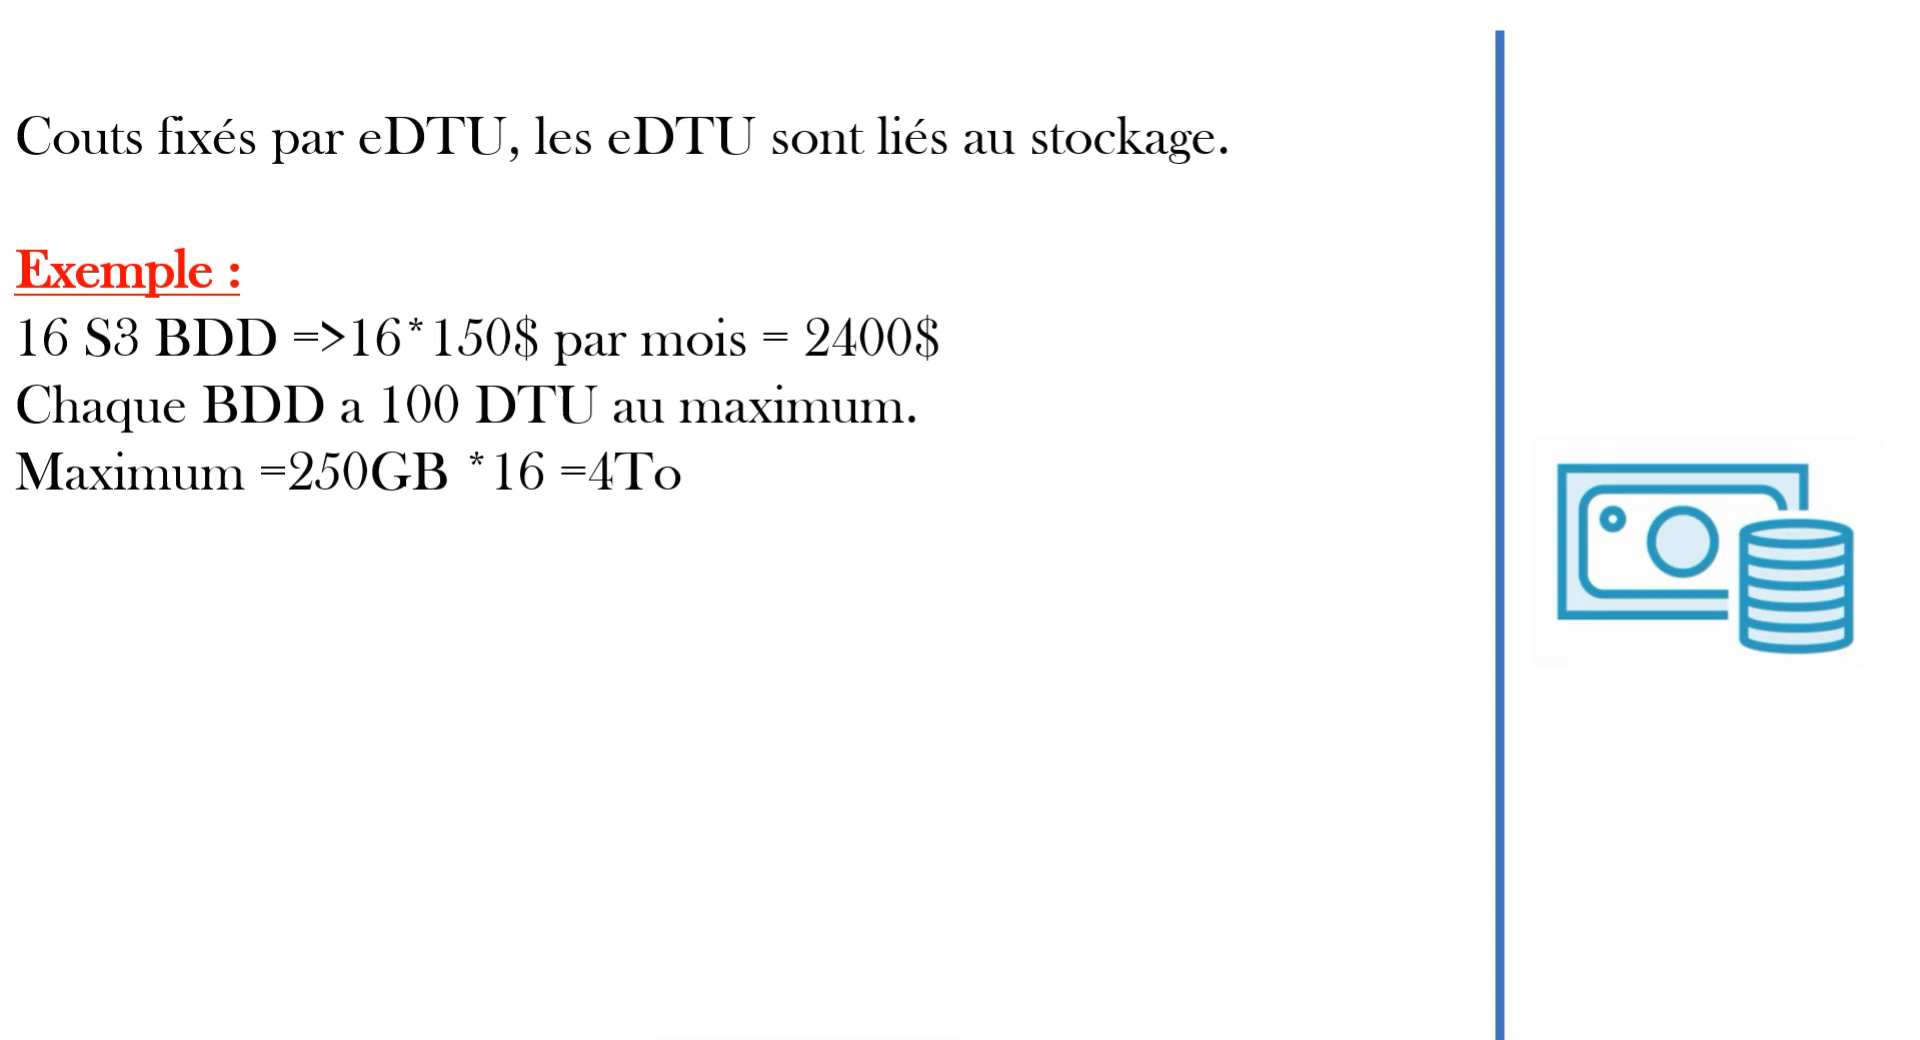 Couts fixés par eDTU, les eDTU sont liés au stockage.
Exemple :
16 S3 BDD =>16*150$ par mois = 2400$
Chaque BDD a 100 DTU au maximum.
Maximum =250GB *16 =4To